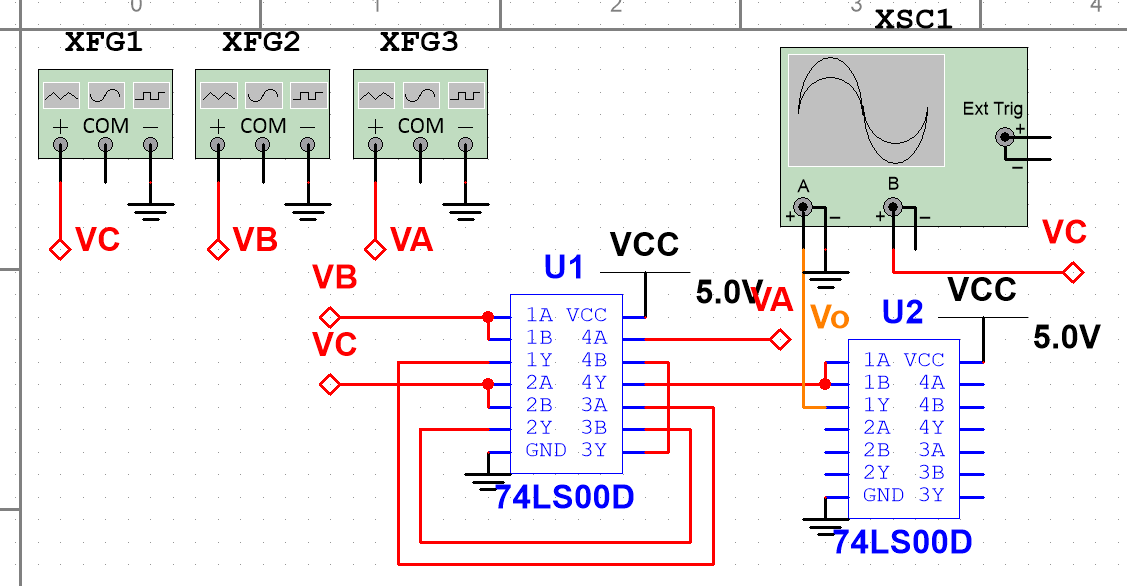 0 1 2 3 4
XFG1 XFG2 XFG3 XSC1
+ COM − + COM − + COM −
Ext Trig
+
−
A B
+ − + −
VC VB VA
VC
VCC
VB U1
5.0V VA
VCC
Vo U2
VC
5.0V
1A VCC
1B 4A
1Y 4B
2A 4Y
2B 3A
2Y 3B
GND 3Y
74LS00D
1A VCC
1B 4A
1Y 4B
2A 4Y
2B 3A
2Y 3B
GND 3Y
74LS00D